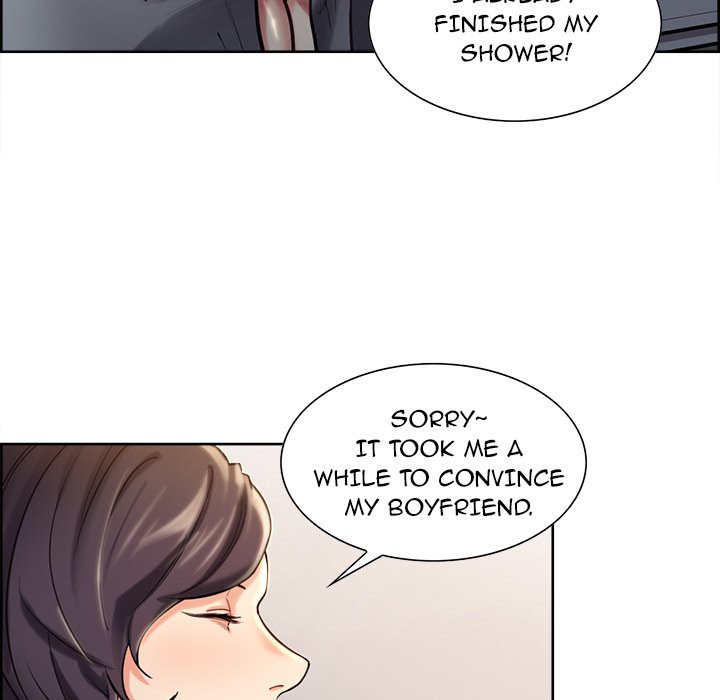 FINISHED MY
SHOWER!
SORRY~
IT TOOK ME A
WHILE TO CONVINCE
MY BOYFRIEND.